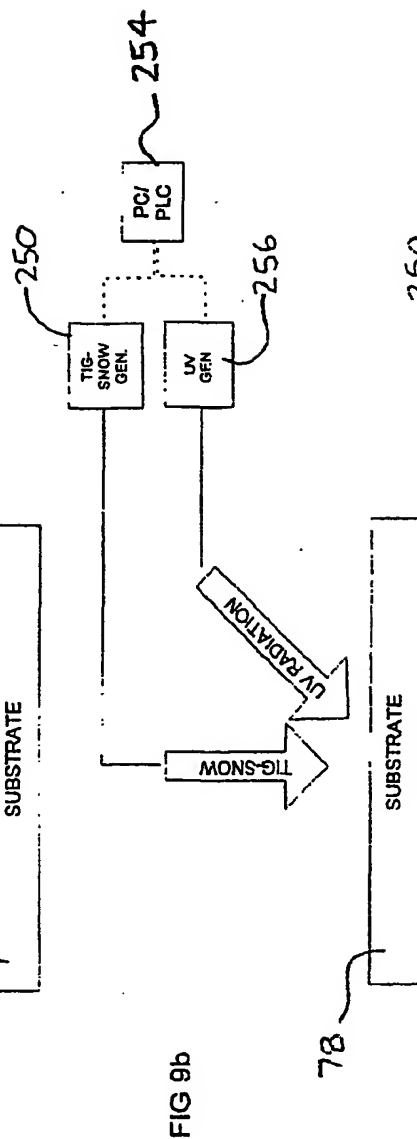 SUBSTRATE
250
254
TIG-
SNOW
GEN.
PC/
PLC
UV
GEN
256
TIG-SNOW
UV RADIATION
FIG 9b
78
SUBSTRATE